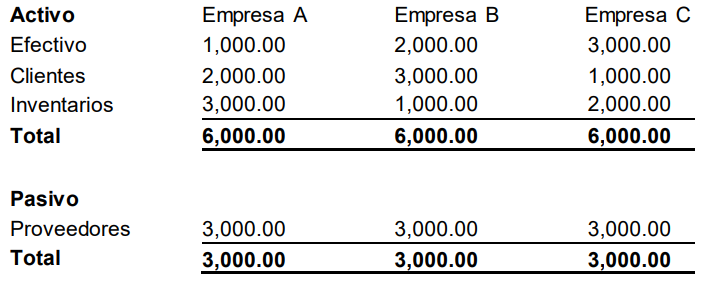 Activo Empresa A Empresa B Empresa C
Efectivo 1,000.00 2,000.00 3,000.00
Clientes 2,000.00 3,000.00 1,000.00
Inventarios 3,000.00 1,000.00 2,000.00
Total 6,000.00 6,000.00 6,000.00
Pasivo
Proveedores 3,000.00 3,000.00 3,000.00
Total 3,000.00 3,000.00 3,000.00